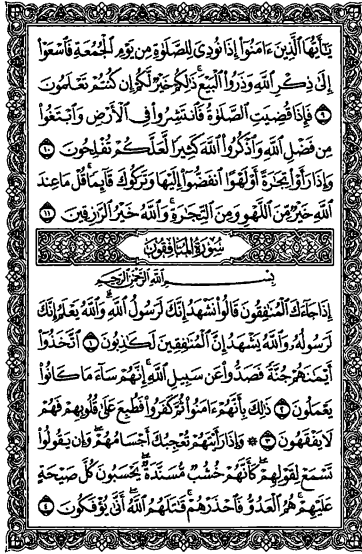 يَٰٓأَيُّهَا ٱلَّذِينَ ءَامَنُوٓا۟ إِذَا نُودِىَ لِلصَّلَوٰةِ مِن يَوْمِ ٱلْجُمُعَةِ فَٱسْعَوْا۟
إِلَىٰ ذِكْرِ ٱللَّهِ وَذَرُوا۟ ٱلْبَيْعَ ۚ ذَٰلِكُمْ خَيْرٌ لَّكُمْ إِن كُنتُمْ تَعْلَمُونَ
۝٩ فَإِذَا قُضِيَتِ ٱلصَّلَوٰةُ فَٱنتَشِرُوا۟ فِى ٱلْأَرْضِ وَٱبْتَغُوا۟
مِن فَضْلِ ٱللَّهِ وَٱذْكُرُوا۟ ٱللَّهَ كَثِيرًا لَّعَلَّكُمْ تُفْلِحُونَ ۝١٠
وَإِذَا رَأَوْا۟ تِجَٰرَةً أَوْ لَهْوًا ٱنفَضُّوٓا۟ إِلَيْهَا وَتَرَكُوكَ قَآئِمًا ۚ قُلْ مَا عِندَ
ٱللَّهِ خَيْرٌ مِّنَ ٱللَّهْوِ وَمِنَ ٱلتِّجَٰرَةِ ۚ وَٱللَّهُ خَيْرُ ٱلرَّٰزِقِينَ ۝١١
سُورَةُ المُنَافِقُون
بِسْمِ ٱللَّهِ ٱلرَّحْمَٰنِ ٱلرَّحِيمِ
إِذَا جَآءَكَ ٱلْمُنَٰفِقُونَ قَالُوا۟ نَشْهَدُ إِنَّكَ لَرَسُولُ ٱللَّهِ ۗ وَٱللَّهُ يَعْلَمُ إِنَّكَ
لَرَسُولُهُۥ وَٱللَّهُ يَشْهَدُ إِنَّ ٱلْمُنَٰفِقِينَ لَكَٰذِبُونَ ۝١ ٱتَّخَذُوٓا۟
أَيْمَٰنَهُمْ جُنَّةً فَصَدُّوا۟ عَن سَبِيلِ ٱللَّهِ ۚ إِنَّهُمْ سَآءَ مَا كَانُوا۟
يَعْمَلُونَ ۝٢ ذَٰلِكَ بِأَنَّهُمْ ءَامَنُوا۟ ثُمَّ كَفَرُوا۟ فَطُبِعَ عَلَىٰ قُلُوبِهِمْ فَهُمْ
لَا يَفْقَهُونَ ۝٣ ۞ وَإِذَا رَأَيْتَهُمْ تُعْجِبُكَ أَجْسَامُهُمْ ۖ وَإِن يَقُولُوا۟
تَسْمَعْ لِقَوْلِهِمْ ۖ كَأَنَّهُمْ خُشُبٌ مُّسَنَّدَةٌ ۖ يَحْسَبُونَ كُلَّ صَيْحَةٍ
عَلَيْهِمْ ۚ هُمُ ٱلْعَدُوُّ فَٱحْذَرْهُمْ ۚ قَٰتَلَهُمُ ٱللَّهُ ۖ أَنَّىٰ يُؤْفَكُونَ ۝٤